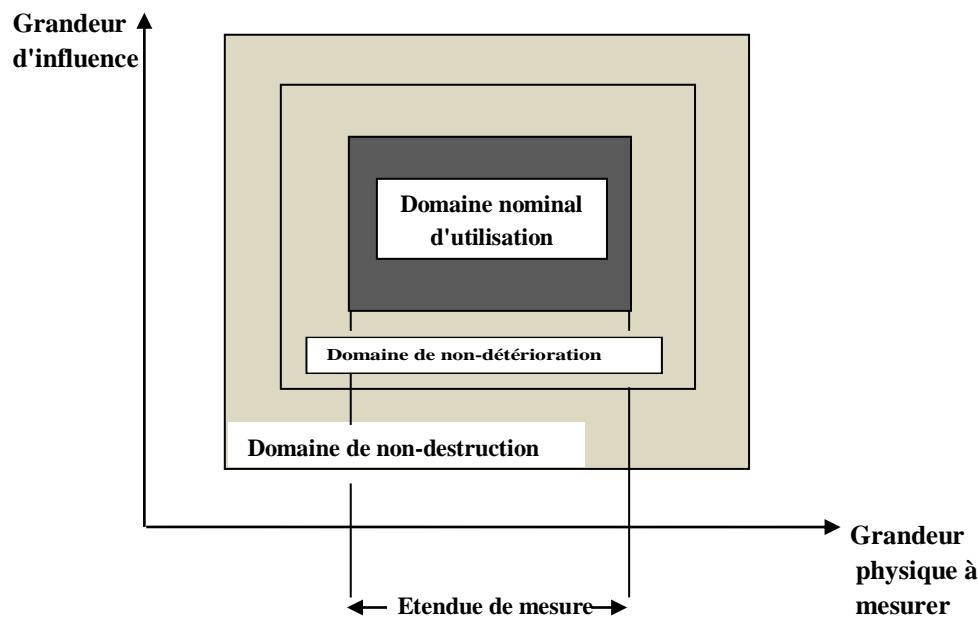 Grandeur
d'influence
Domaine nominal
d'utilisation
Domaine de non-détérioration
Domaine de non-destruction
Grandeur
physique à
mesurer
Etendue de mesure